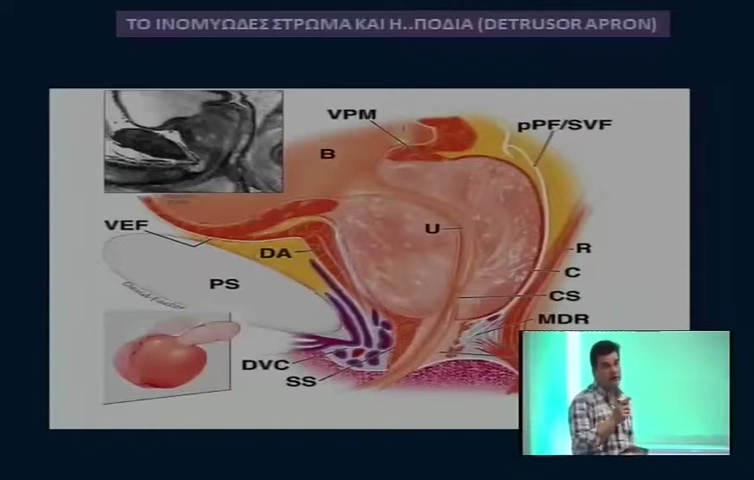 ΤΟ ΙΝΟΜΥΩΔΕΣ ΣΤΡΩΜΑ ΚΑΙ Η..ΠΟΔΙΑ (DETRUSOR APRON)
VPM
pPF/SVF
B
VEF
U
DA
R
PS
C
CS
MDR
DVC
SS